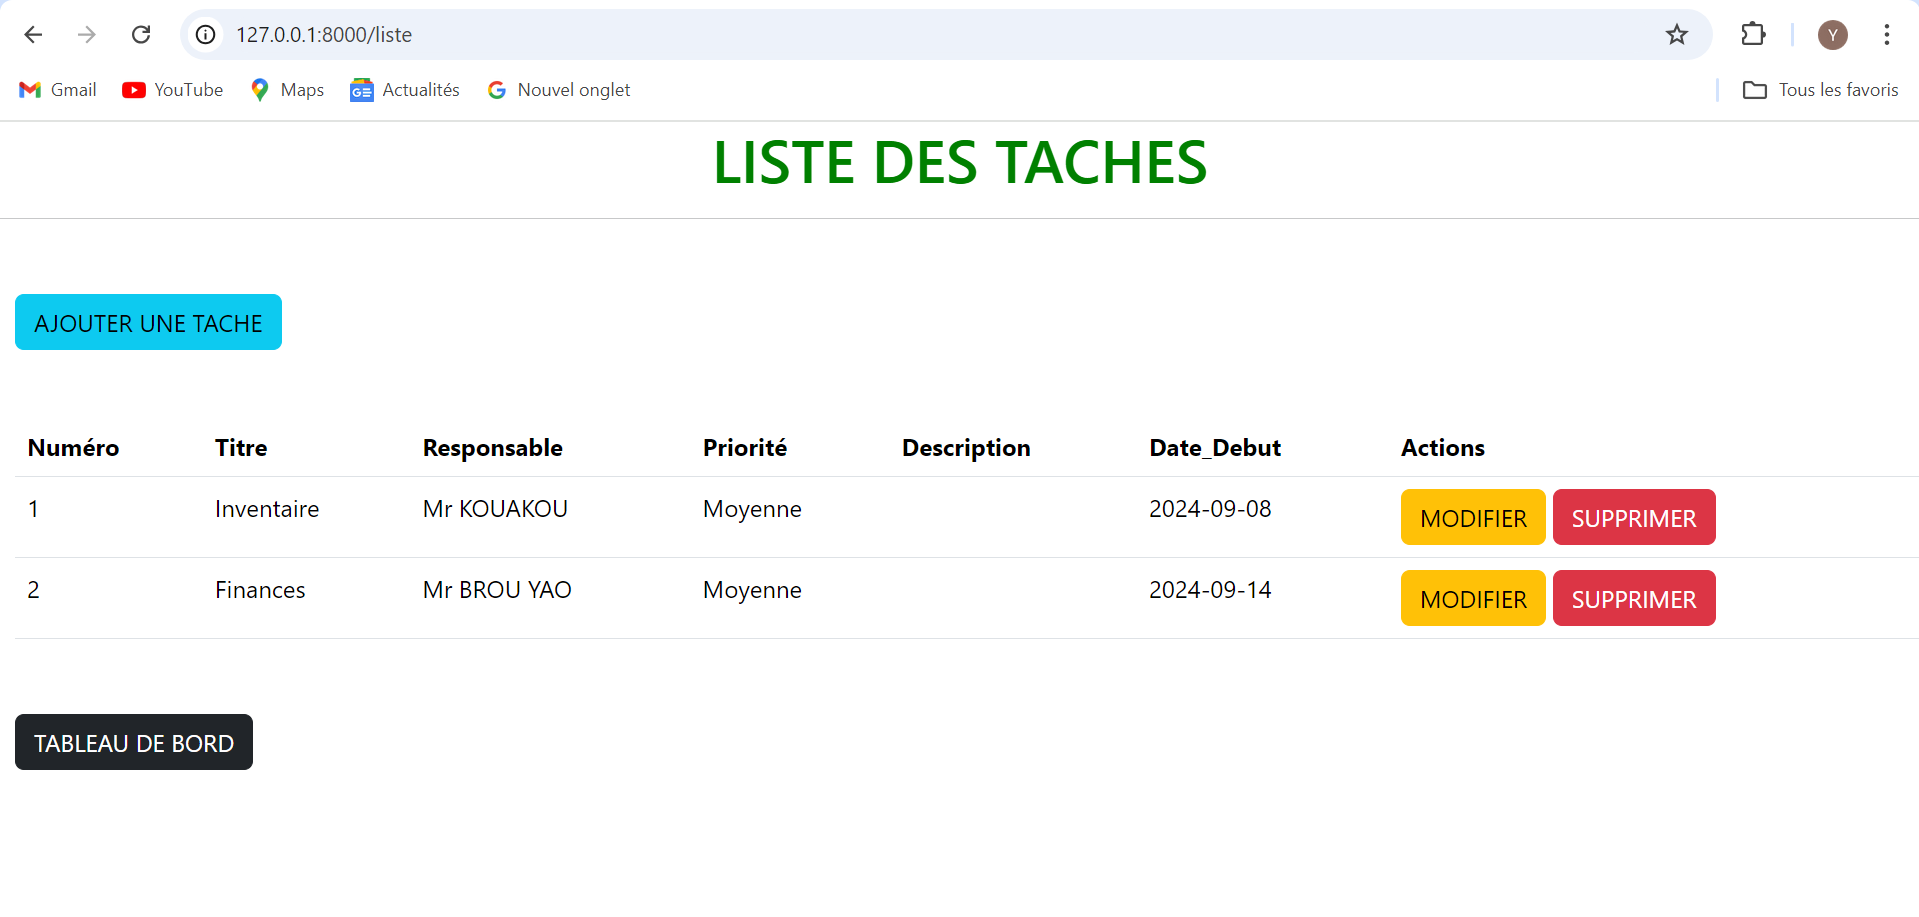 127.0.0.1:8000/liste
Y
Gmail YouTube Maps GE Actualités Nouvel onglet Tous les favoris
LISTE DES TACHES
AJOUTER UNE TACHE
Numéro Titre Responsable Priorité Description Date_Debut Actions
1 Inventaire Mr KOUAKOU Moyenne 2024-09-08 MODIFIER SUPPRIMER
2 Finances Mr BROU YAO Moyenne 2024-09-14 MODIFIER SUPPRIMER
TABLEAU DE BORD